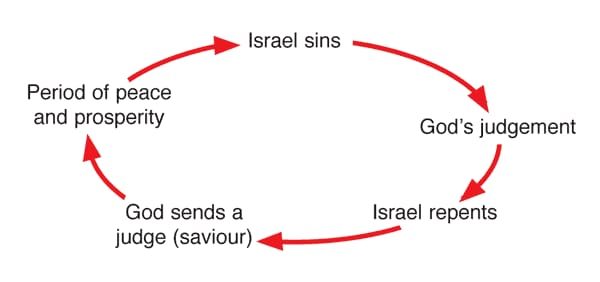 Israel sins
God’s judgement
Israel repents
God sends a
judge (saviour)
Period of peace
and prosperity